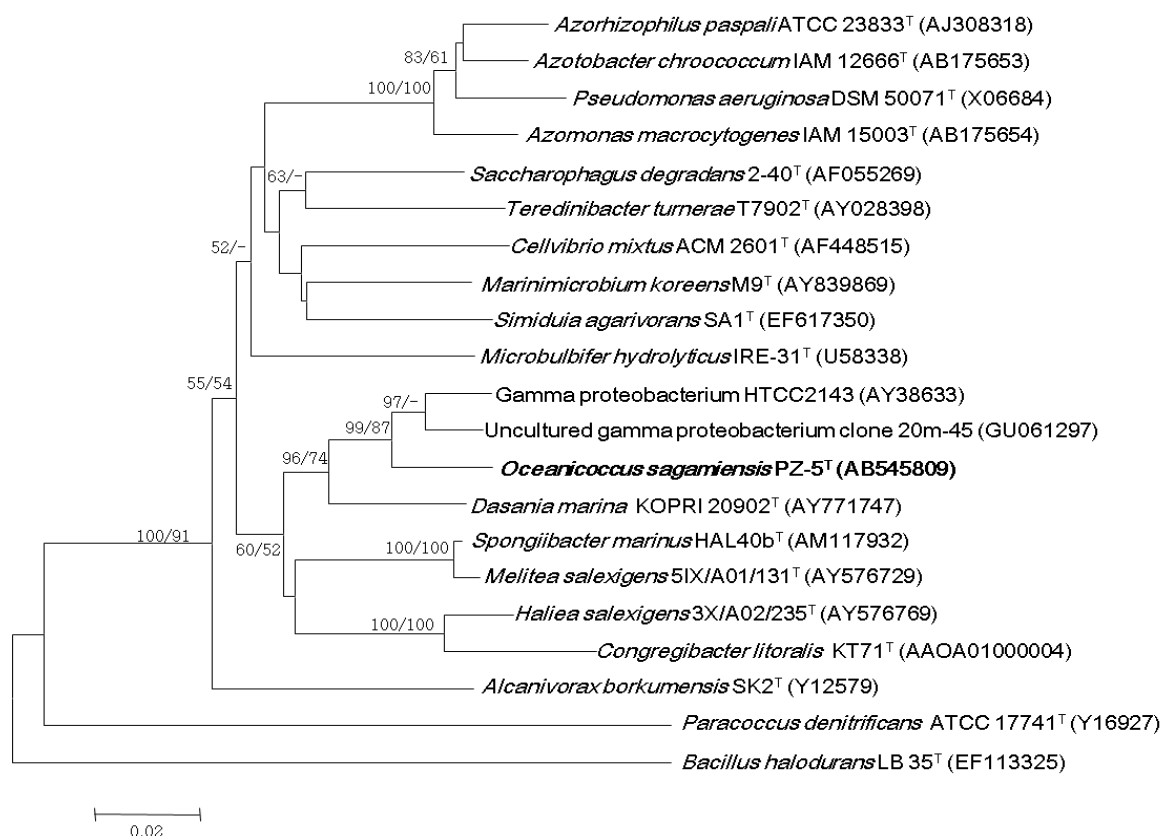 Azorhizophilus paspali ATCC 23833ᵀ (AJ308318)
83/61
Azotobacter chroococcum IAM 12666ᵀ (AB175653)
100/100
Pseudomonas aeruginosa DSM 50071ᵀ (X06684)
Azomonas macrocytogenes IAM 15003ᵀ (AB175654)
63/-
Saccharophagus degradans 2-40ᵀ (AF055269)
Teredinibacter turnerae T7902ᵀ (AY028398)
52/-
Cellvibrio mixtus ACM 2601ᵀ (AF448515)
Marinimicrobium koreens M9ᵀ (AY839869)
Simiduia agarivorans SA1ᵀ (EF617350)
Microbulbifer hydrolyticus IRE-31ᵀ (U58338)
55/54
97/-
Gamma proteobacterium HTCC2143 (AY38633)
99/87
Uncultured gamma proteobacterium clone 20m-45 (GU061297)
96/74
Oceanicoccus sagamiensis PZ-5ᵀ (AB545809)
Dasania marina KOPRI 20902ᵀ (AY771747)
100/91
60/52
100/100
Spongiibacter marinus HAL40bᵀ (AM117932)
Melitea salexigens 5IX/A01/131ᵀ (AY576729)
100/100
Haliea salexigens 3X/A02/235ᵀ (AY576769)
Congregibacter litoralis KT71ᵀ (AAOA01000004)
Alcanivorax borkumensis SK2ᵀ (Y12579)
Paracoccus denitrificans ATCC 17741ᵀ (Y16927)
Bacillus halodurans LB 35ᵀ (EF113325)
0.02